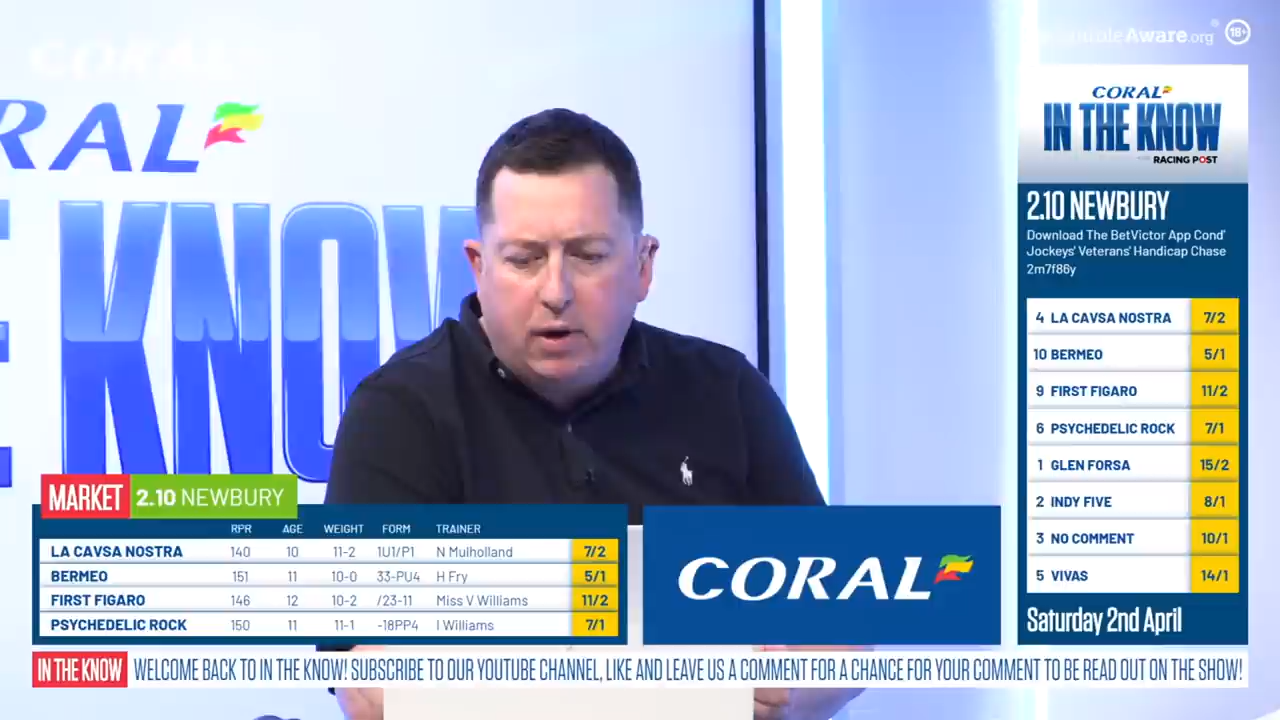 CORAL
RAL
E KNOW
GambleAware.org 18+
CORAL
IN THE KNOW
RACING POST
2.10 NEWBURY
Download The BetVictor App Cond'
Jockeys' Veterans' Handicap Chase
2m7f86y
4 LA CAVSA NOSTRA 7/2
10 BERMEO 5/1
9 FIRST FIGARO 11/2
6 PSYCHEDELIC ROCK 7/1
1 GLEN FORSA 15/2
2 INDY FIVE 8/1
3 NO COMMENT 10/1
5 VIVAS 14/1
Saturday 2nd April
MARKET 2.10 NEWBURY
RPR AGE WEIGHT FORM TRAINER
LA CAVSA NOSTRA 140 10 11-2 1U1/P1 N Mulholland 7/2
BERMEO 151 11 10-0 33-PU4 H Fry 5/1
FIRST FIGARO 146 12 10-2 /23-11 Miss V Williams 11/2
PSYCHEDELIC ROCK 150 11 11-1 -18PP4 I Williams 7/1
CORAL
IN THE KNOW WELCOME BACK TO IN THE KNOW! SUBSCRIBE TO OUR YOUTUBE CHANNEL, LIKE AND LEAVE US A COMMENT FOR A CHANCE FOR YOUR COMMENT TO BE READ OUT ON THE SHOW!